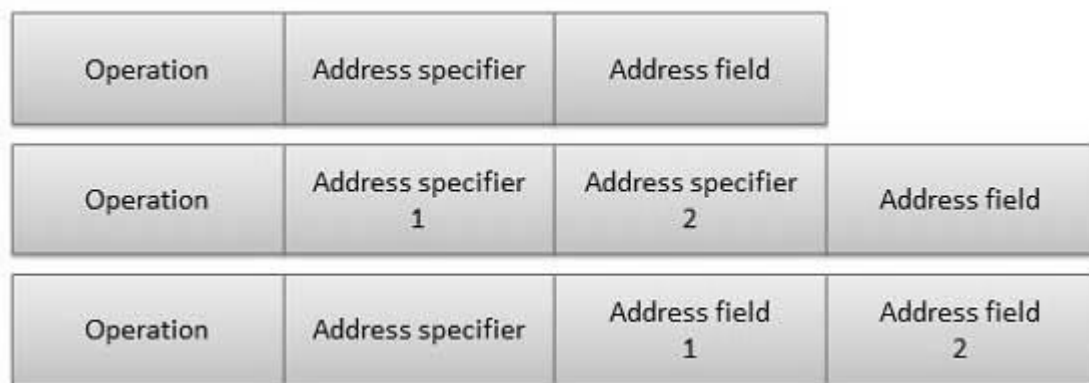 Operation
Address specifier
Address field
Operation
Address specifier
1
Address specifier
2
Address field
Operation
Address specifier
Address field
1
Address field
2